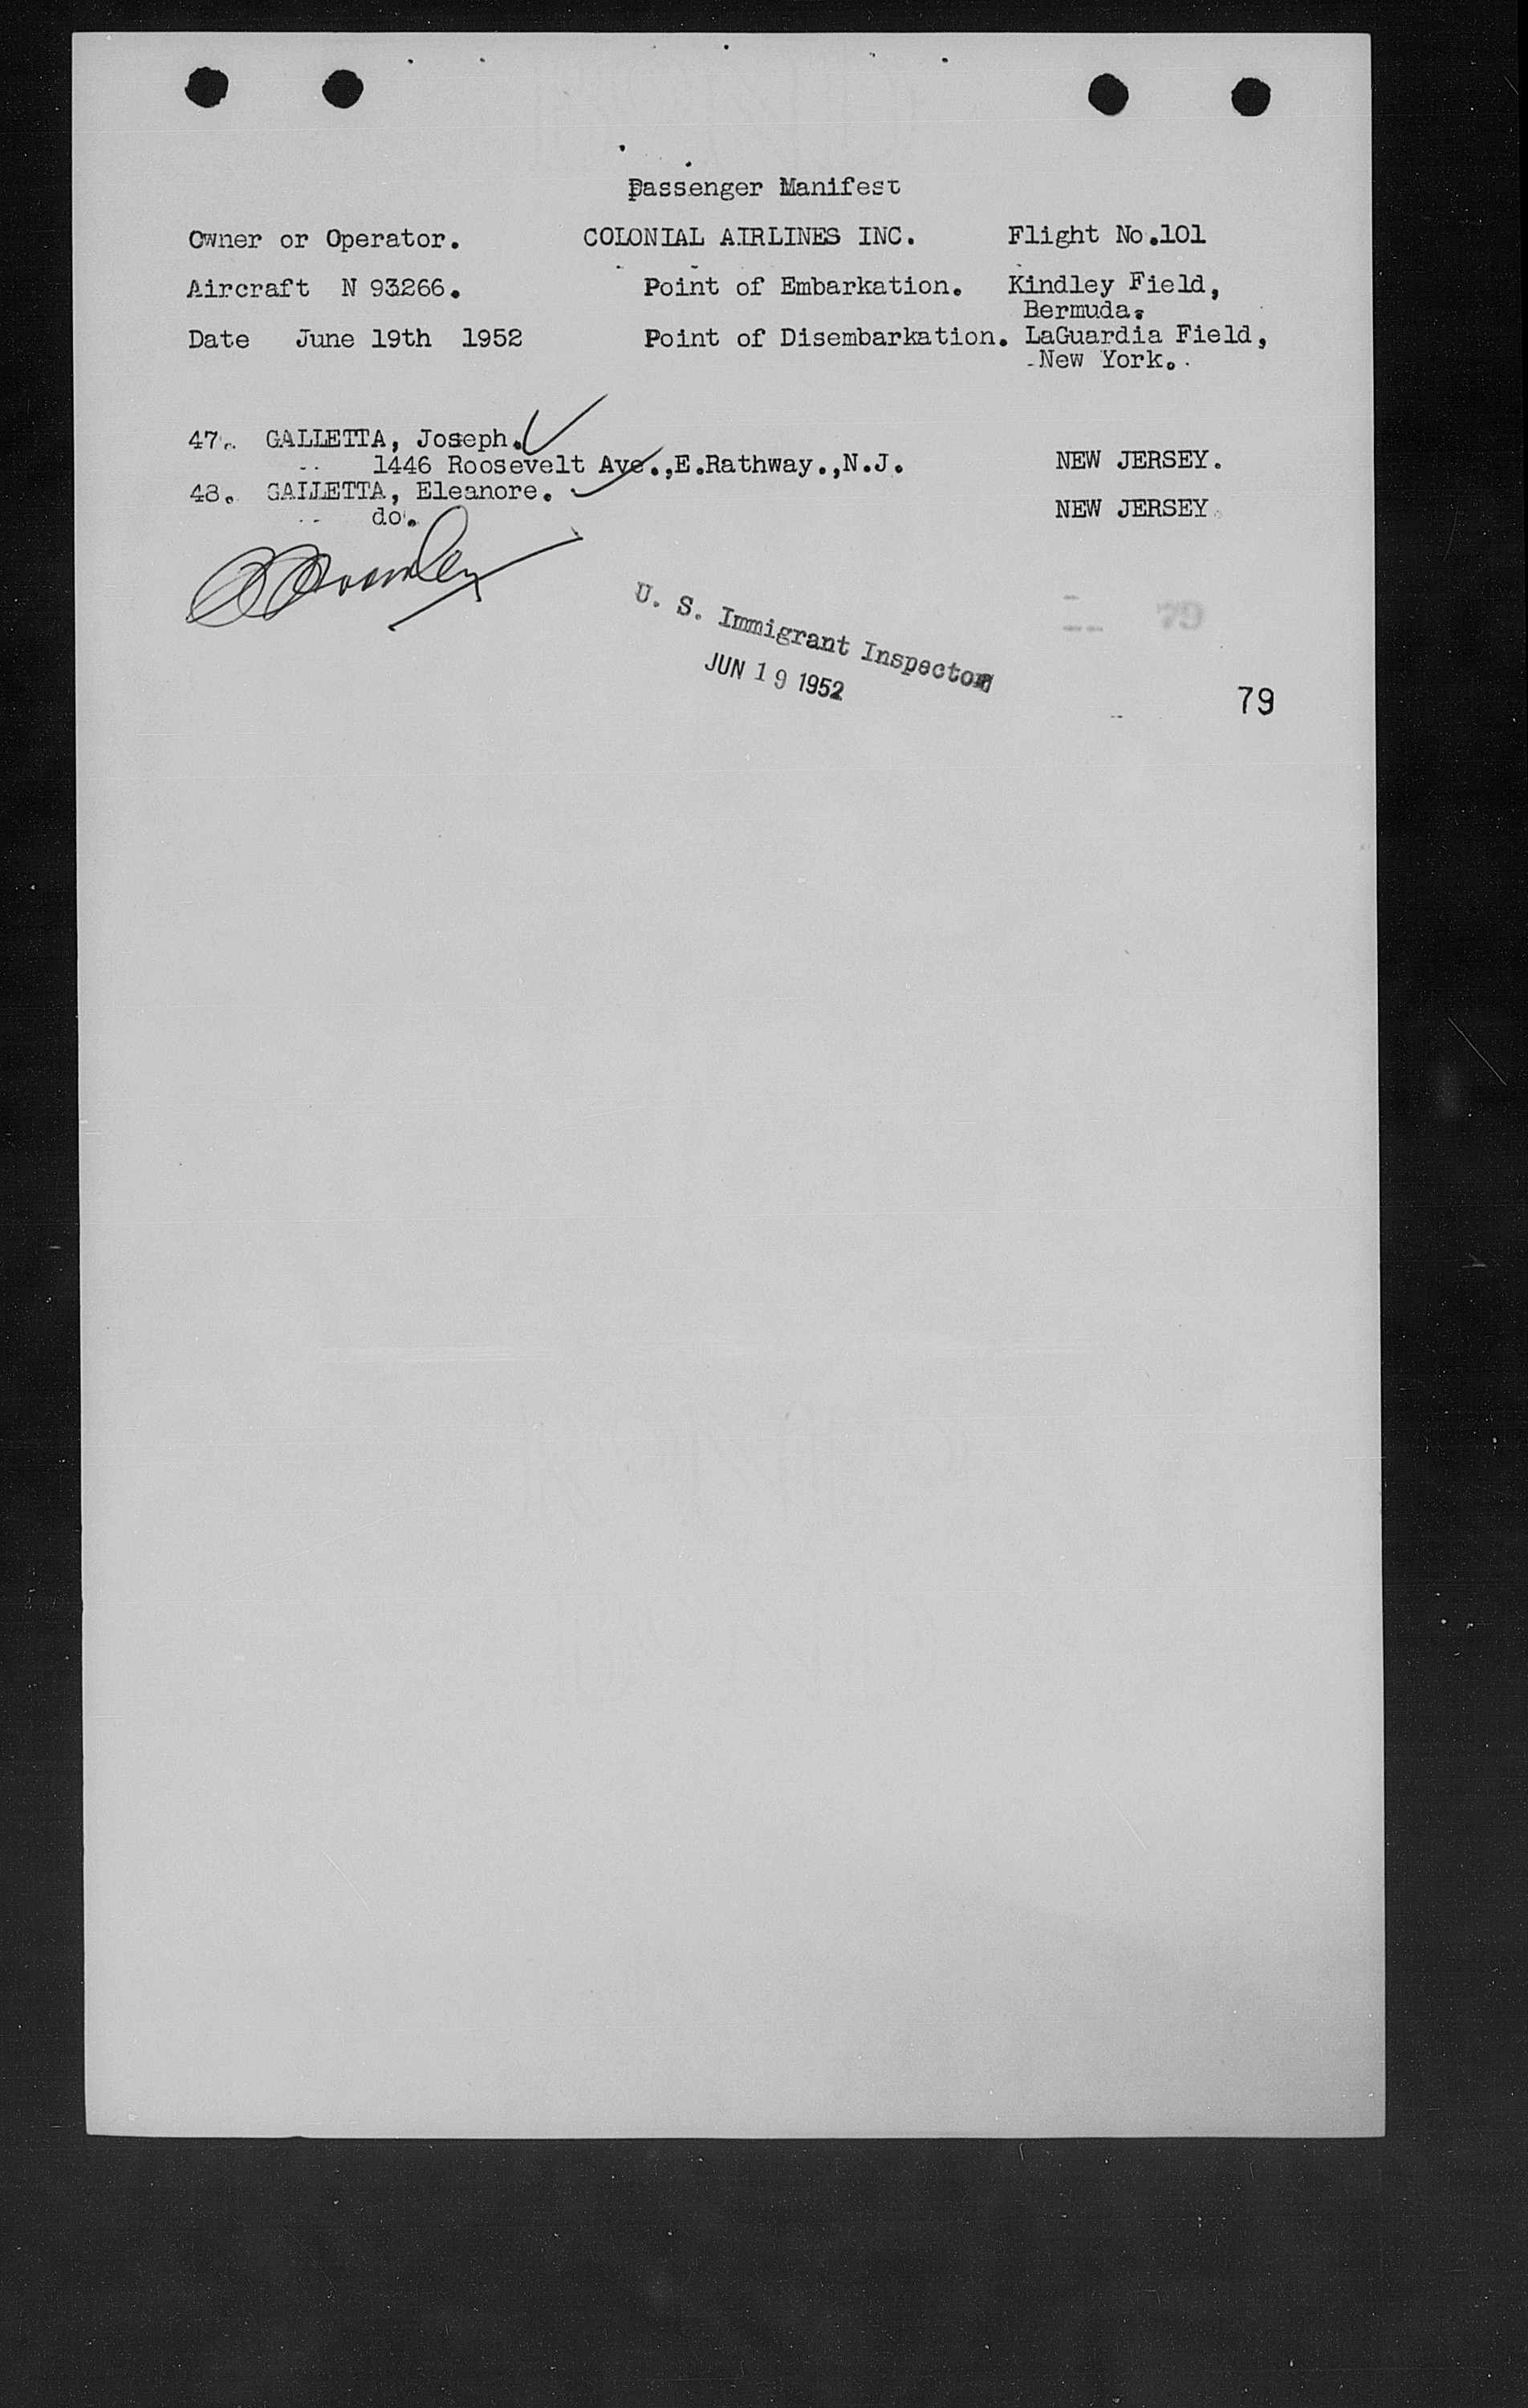 Passenger Manifest
Owner or Operator. COLONIAL AIRLINES INC. Flight No.101
Aircraft N 93266. Point of Embarkation. Kindley Field,
Bermuda.
Date June 19th 1952 Point of Disembarkation. LaGuardia Field,
New York.
47. GALLETTA, Joseph.
1446 Roosevelt Ave.,E.Rathway.,N.J. NEW JERSEY.
48. GALLETTA, Eleanore.
do. NEW JERSEY.
U. S. Immigrant Inspector
JUN 19 1952
79
79